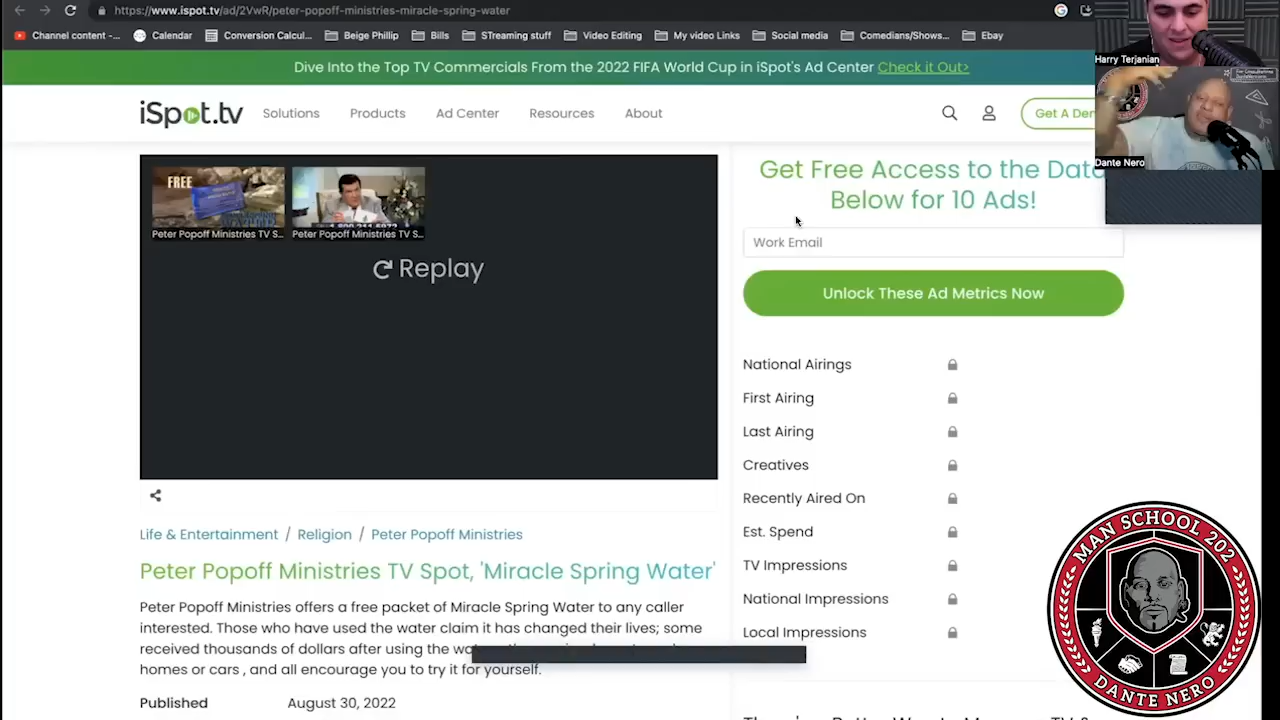 https://www.ispot.tv/ad/2VwR/peter-popoff-ministries-miracle-spring-water
Channel content -... Calendar Conversion Calcul... Beige Phillip Bills STreaming stuff Video Editing My video Links Social media Comedians/Shows... Ebay
Dive Into the Top TV Commercials From the 2022 FIFA World Cup in iSpot's Ad Center Check it Out>
Harry Terjanian
iSpot.tv Solutions Products Ad Center Resources About Get A Den
Dante Nero
FREE
1-800-211-5973
Peter Popoff Ministries TV S... Peter Popoff Ministries TV S...
Replay
Get Free Access to the Data
Below for 10 Ads!
Work Email
Unlock These Ad Metrics Now
National Airings
First Airing
Last Airing
Creatives
Recently Aired On
Est. Spend
TV Impressions
National Impressions
Local Impressions
Life & Entertainment / Religion / Peter Popoff Ministries
Peter Popoff Ministries TV Spot, 'Miracle Spring Water'
Peter Popoff Ministries offers a free packet of Miracle Spring Water to any caller
interested. Those who have used the water claim it has changed their lives; some
received thousands of dollars after using the
homes or cars , and all encourage you to try it for yourself.
Published August 30, 2022
MAN SCHOOL 202
DANTE NERO